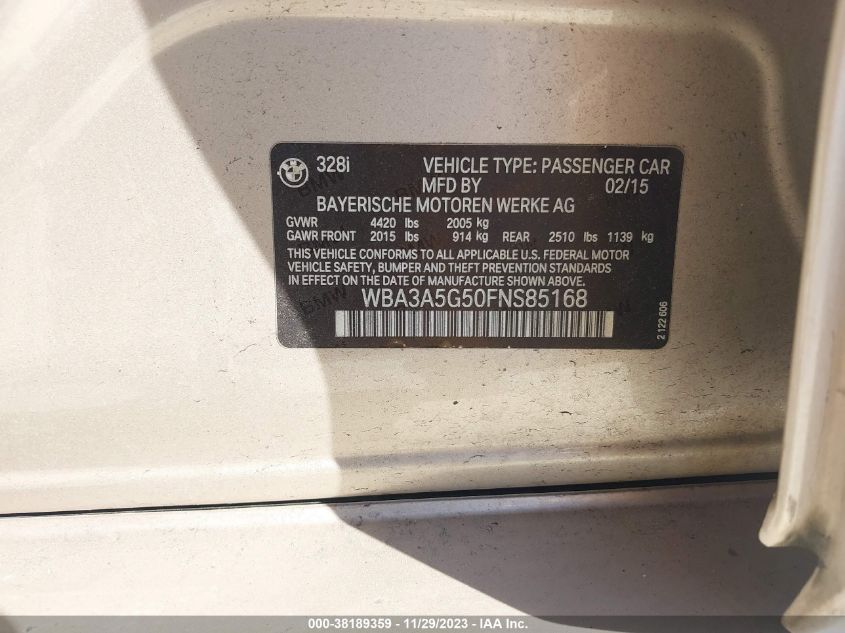 328i VEHICLE TYPE: PASSENGER CAR
MFD BY 02/15
BAYERISCHE MOTOREN WERKE AG
GVWR 4420 lbs 2005 kg
GAWR FRONT 2015 lbs 914 kg REAR 2510 lbs 1139 kg
THIS VEHICLE CONFORMS TO ALL APPLICABLE U.S. FEDERAL MOTOR
VEHICLE SAFETY, BUMPER AND THEFT PREVENTION STANDARDS
IN EFFECT ON THE DATE OF MANUFACTURE SHOWN ABOVE.
WBA3A5G50FNS85168
2 122 606
000-38189359 - 11/29/2023 - IAA Inc.